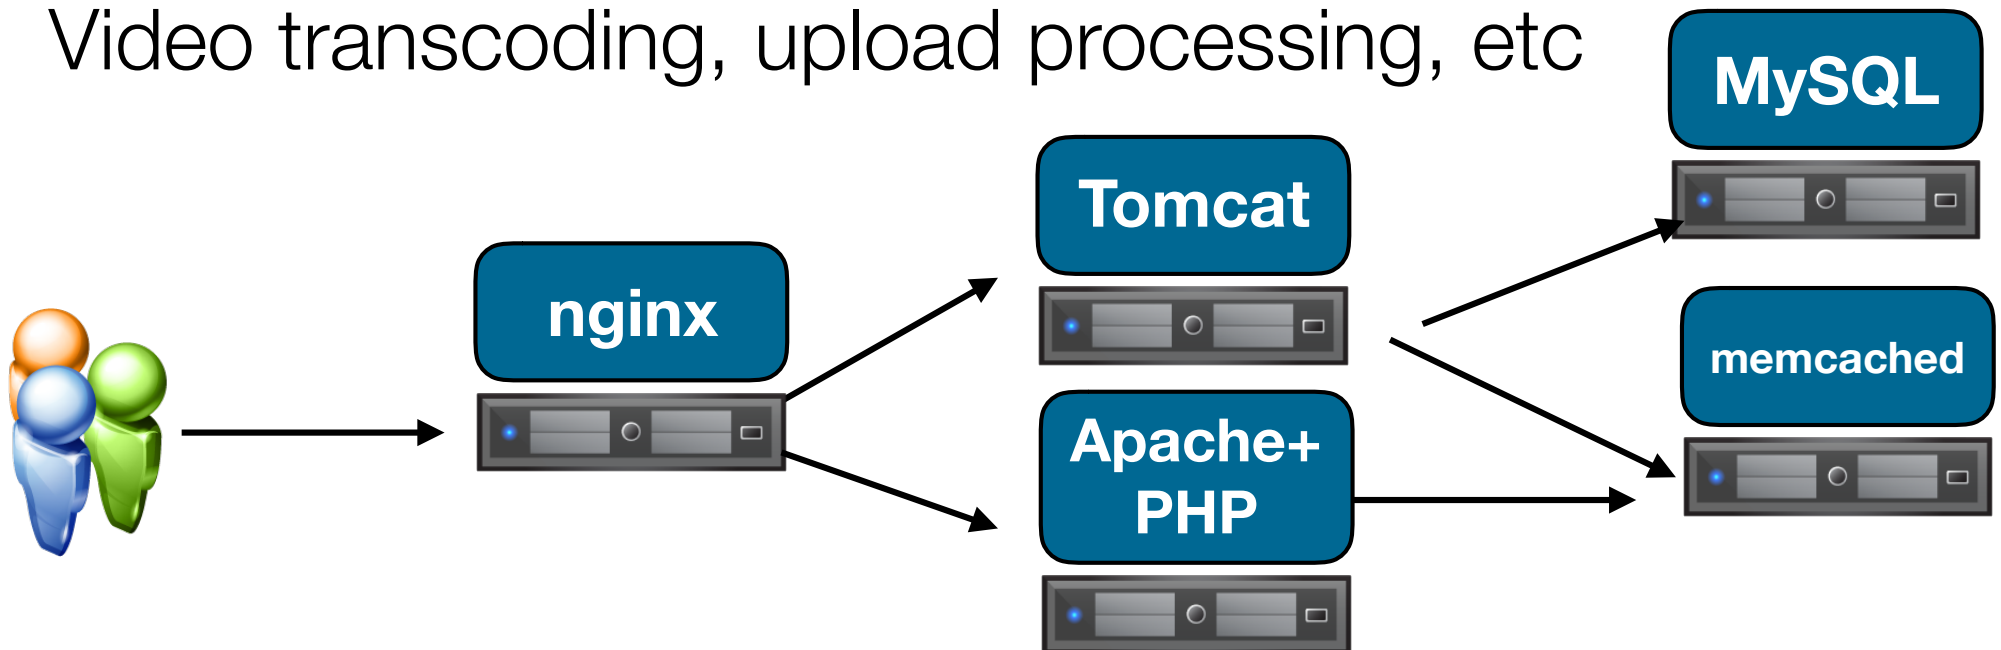 Video transcoding, upload processing, etc
MySQL
Tomcat
nginx
memcached
Apache+
PHP